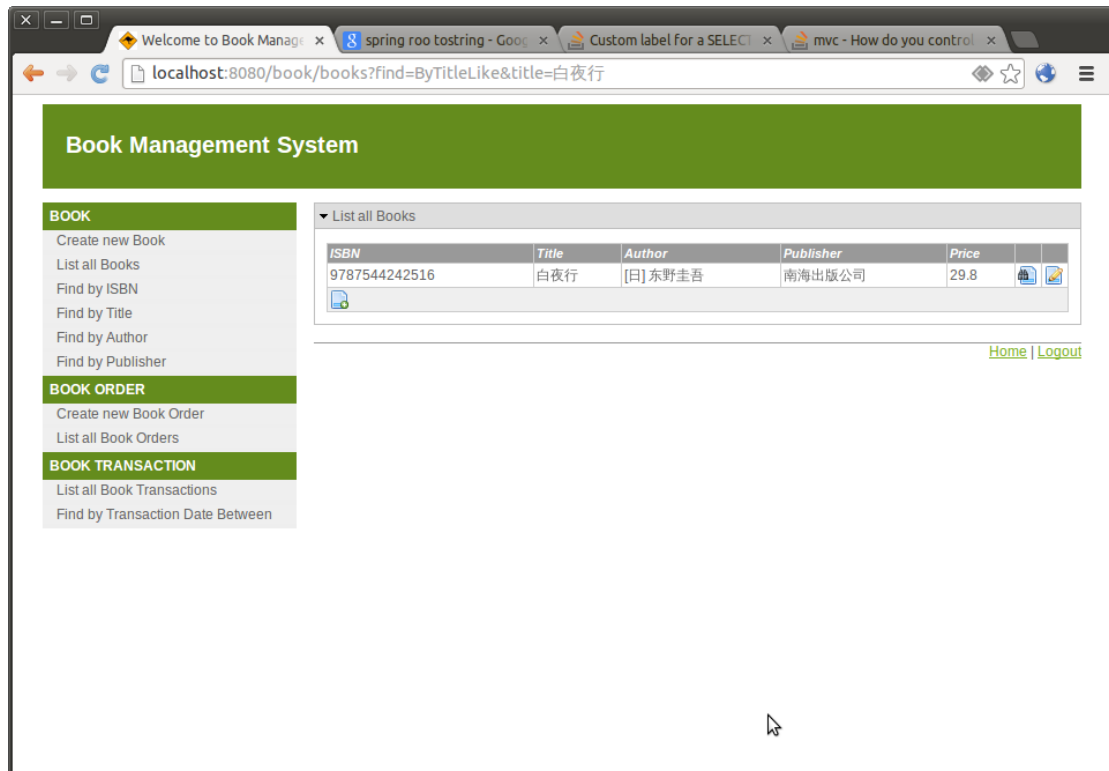 Welcome to Book Manage
spring roo tostring - Goog
Custom label for a SELECT
mvc - How do you control
localhost:8080/book/books?find=ByTitleLike&title=白夜行
Book Management System
BOOK
Create new Book
List all Books
Find by ISBN
Find by Title
Find by Author
Find by Publisher
BOOK ORDER
Create new Book Order
List all Book Orders
BOOK TRANSACTION
List all Book Transactions
Find by Transaction Date Between
List all Books
ISBN Title Author Publisher Price
9787544242516 白夜行 [日] 东野圭吾 南海出版公司 29.8
Home | Logout